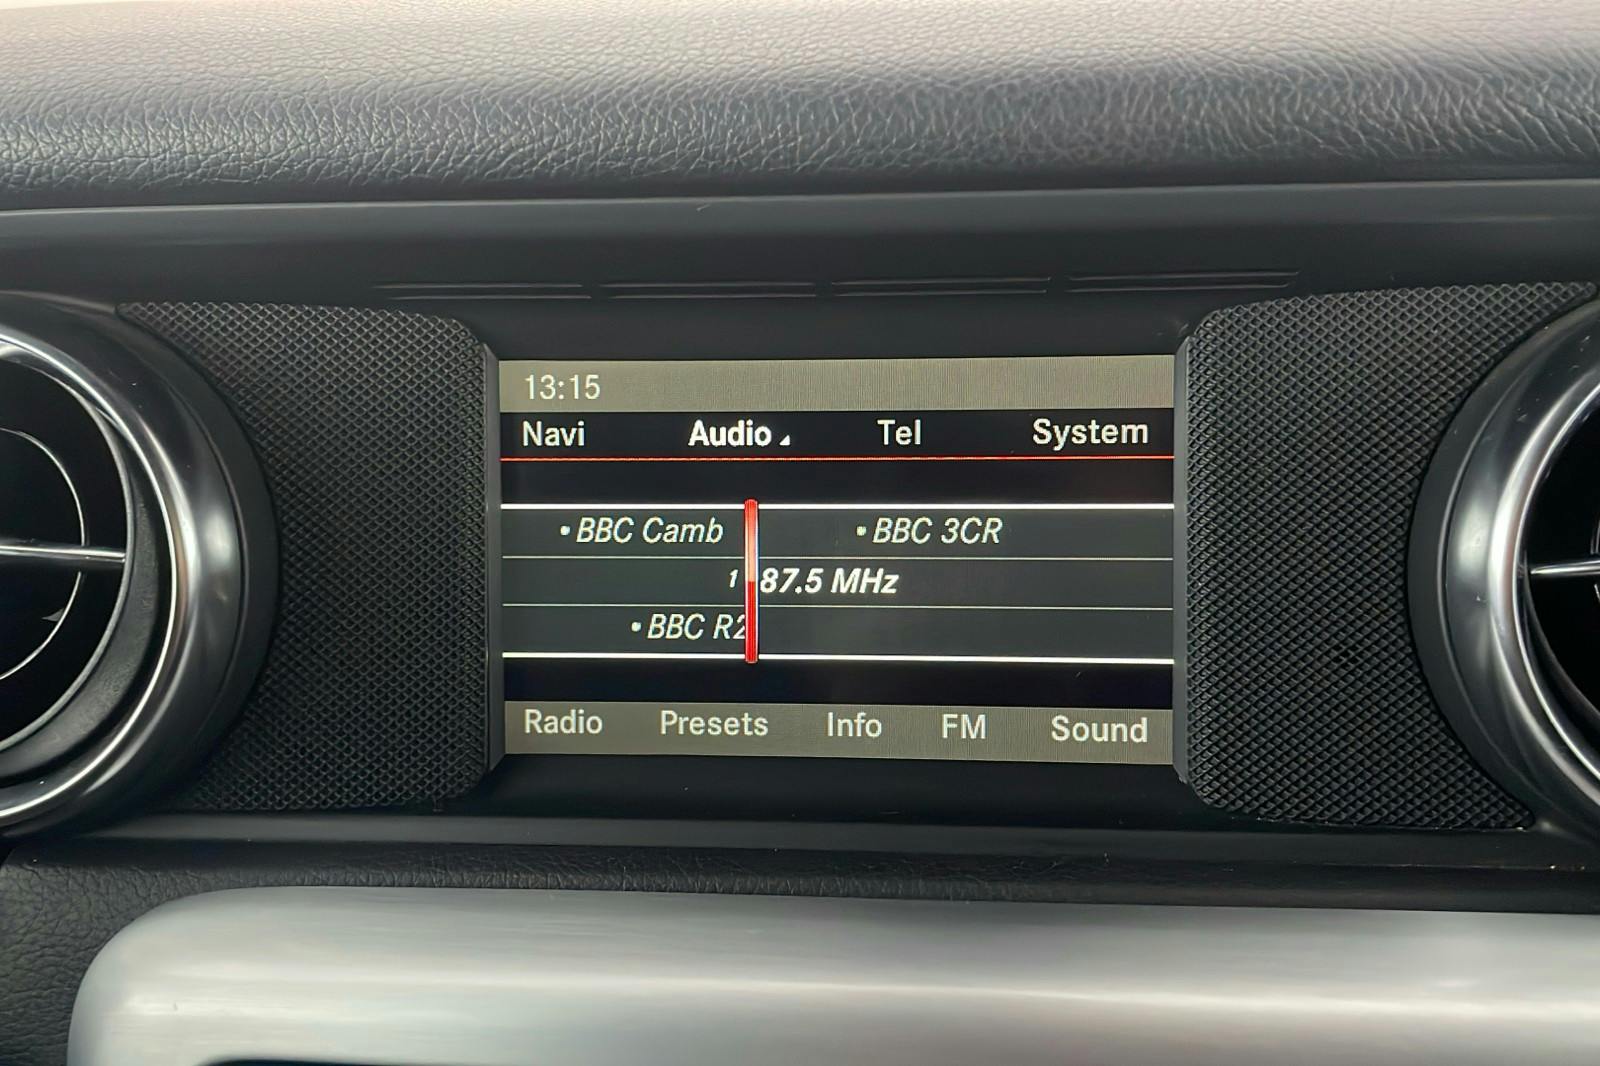 13:15
Navi Audio Tel System
•BBC Camb •BBC 3CR
1 87.5 MHz
•BBC R2
Radio Presets Info FM Sound